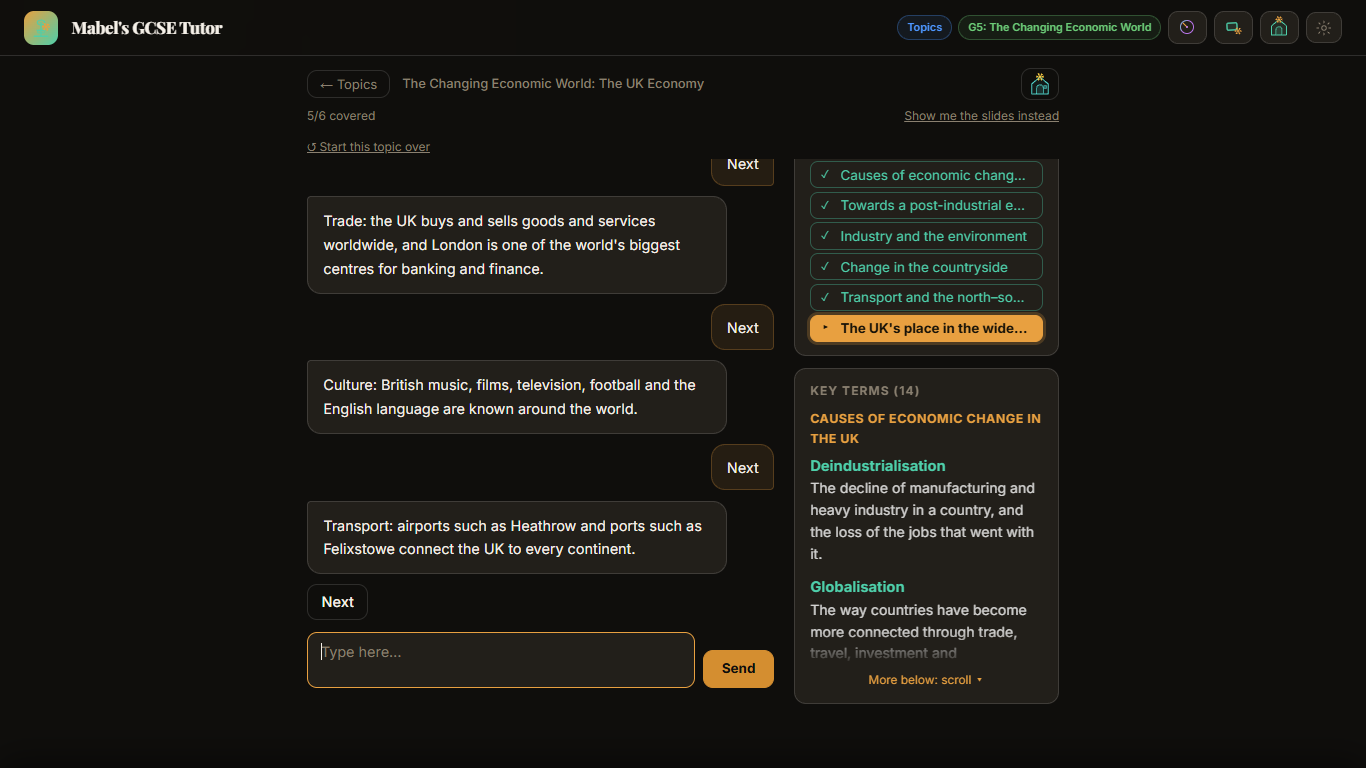 Mabel's GCSE Tutor
Topics
G5: The Changing Economic World
← Topics
The Changing Economic World: The UK Economy
5/6 covered
Show me the slides instead
↺ Start this topic over
Next
Trade: the UK buys and sells goods and services
worldwide, and London is one of the world's biggest
centres for banking and finance.
Next
Culture: British music, films, television, football and the
English language are known around the world.
Next
Transport: airports such as Heathrow and ports such as
Felixstowe connect the UK to every continent.
Next
Type here...
Send
✓ Causes of economic chang...
✓ Towards a post-industrial e...
✓ Industry and the environment
✓ Change in the countryside
✓ Transport and the north–so...
‣ The UK's place in the wide...
KEY TERMS (14)
CAUSES OF ECONOMIC CHANGE IN
THE UK
Deindustrialisation
The decline of manufacturing and
heavy industry in a country, and
the loss of the jobs that went with
it.
Globalisation
The way countries have become
more connected through trade,
travel, investment and
More below: scroll ▾